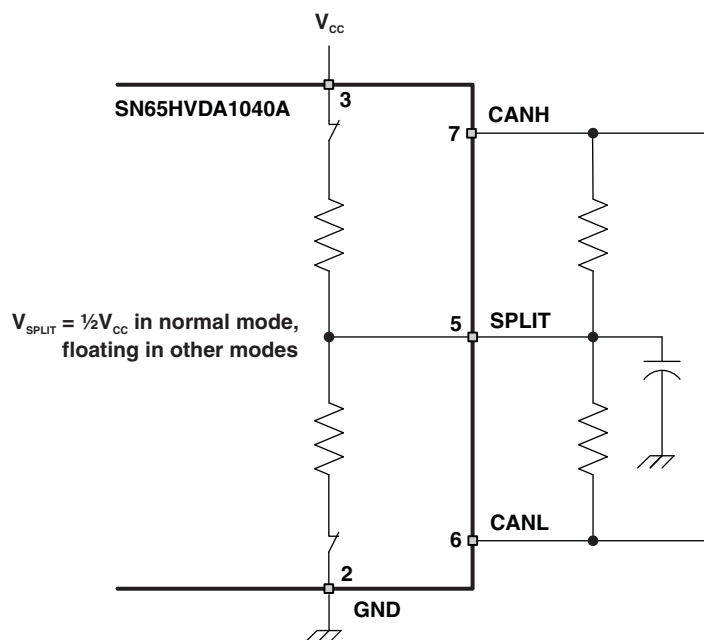 VCC
SN65HVDA1040A
3
7
CANH
VSPLIT = ½VCC in normal mode,
floating in other modes
5
SPLIT
6
CANL
2
GND